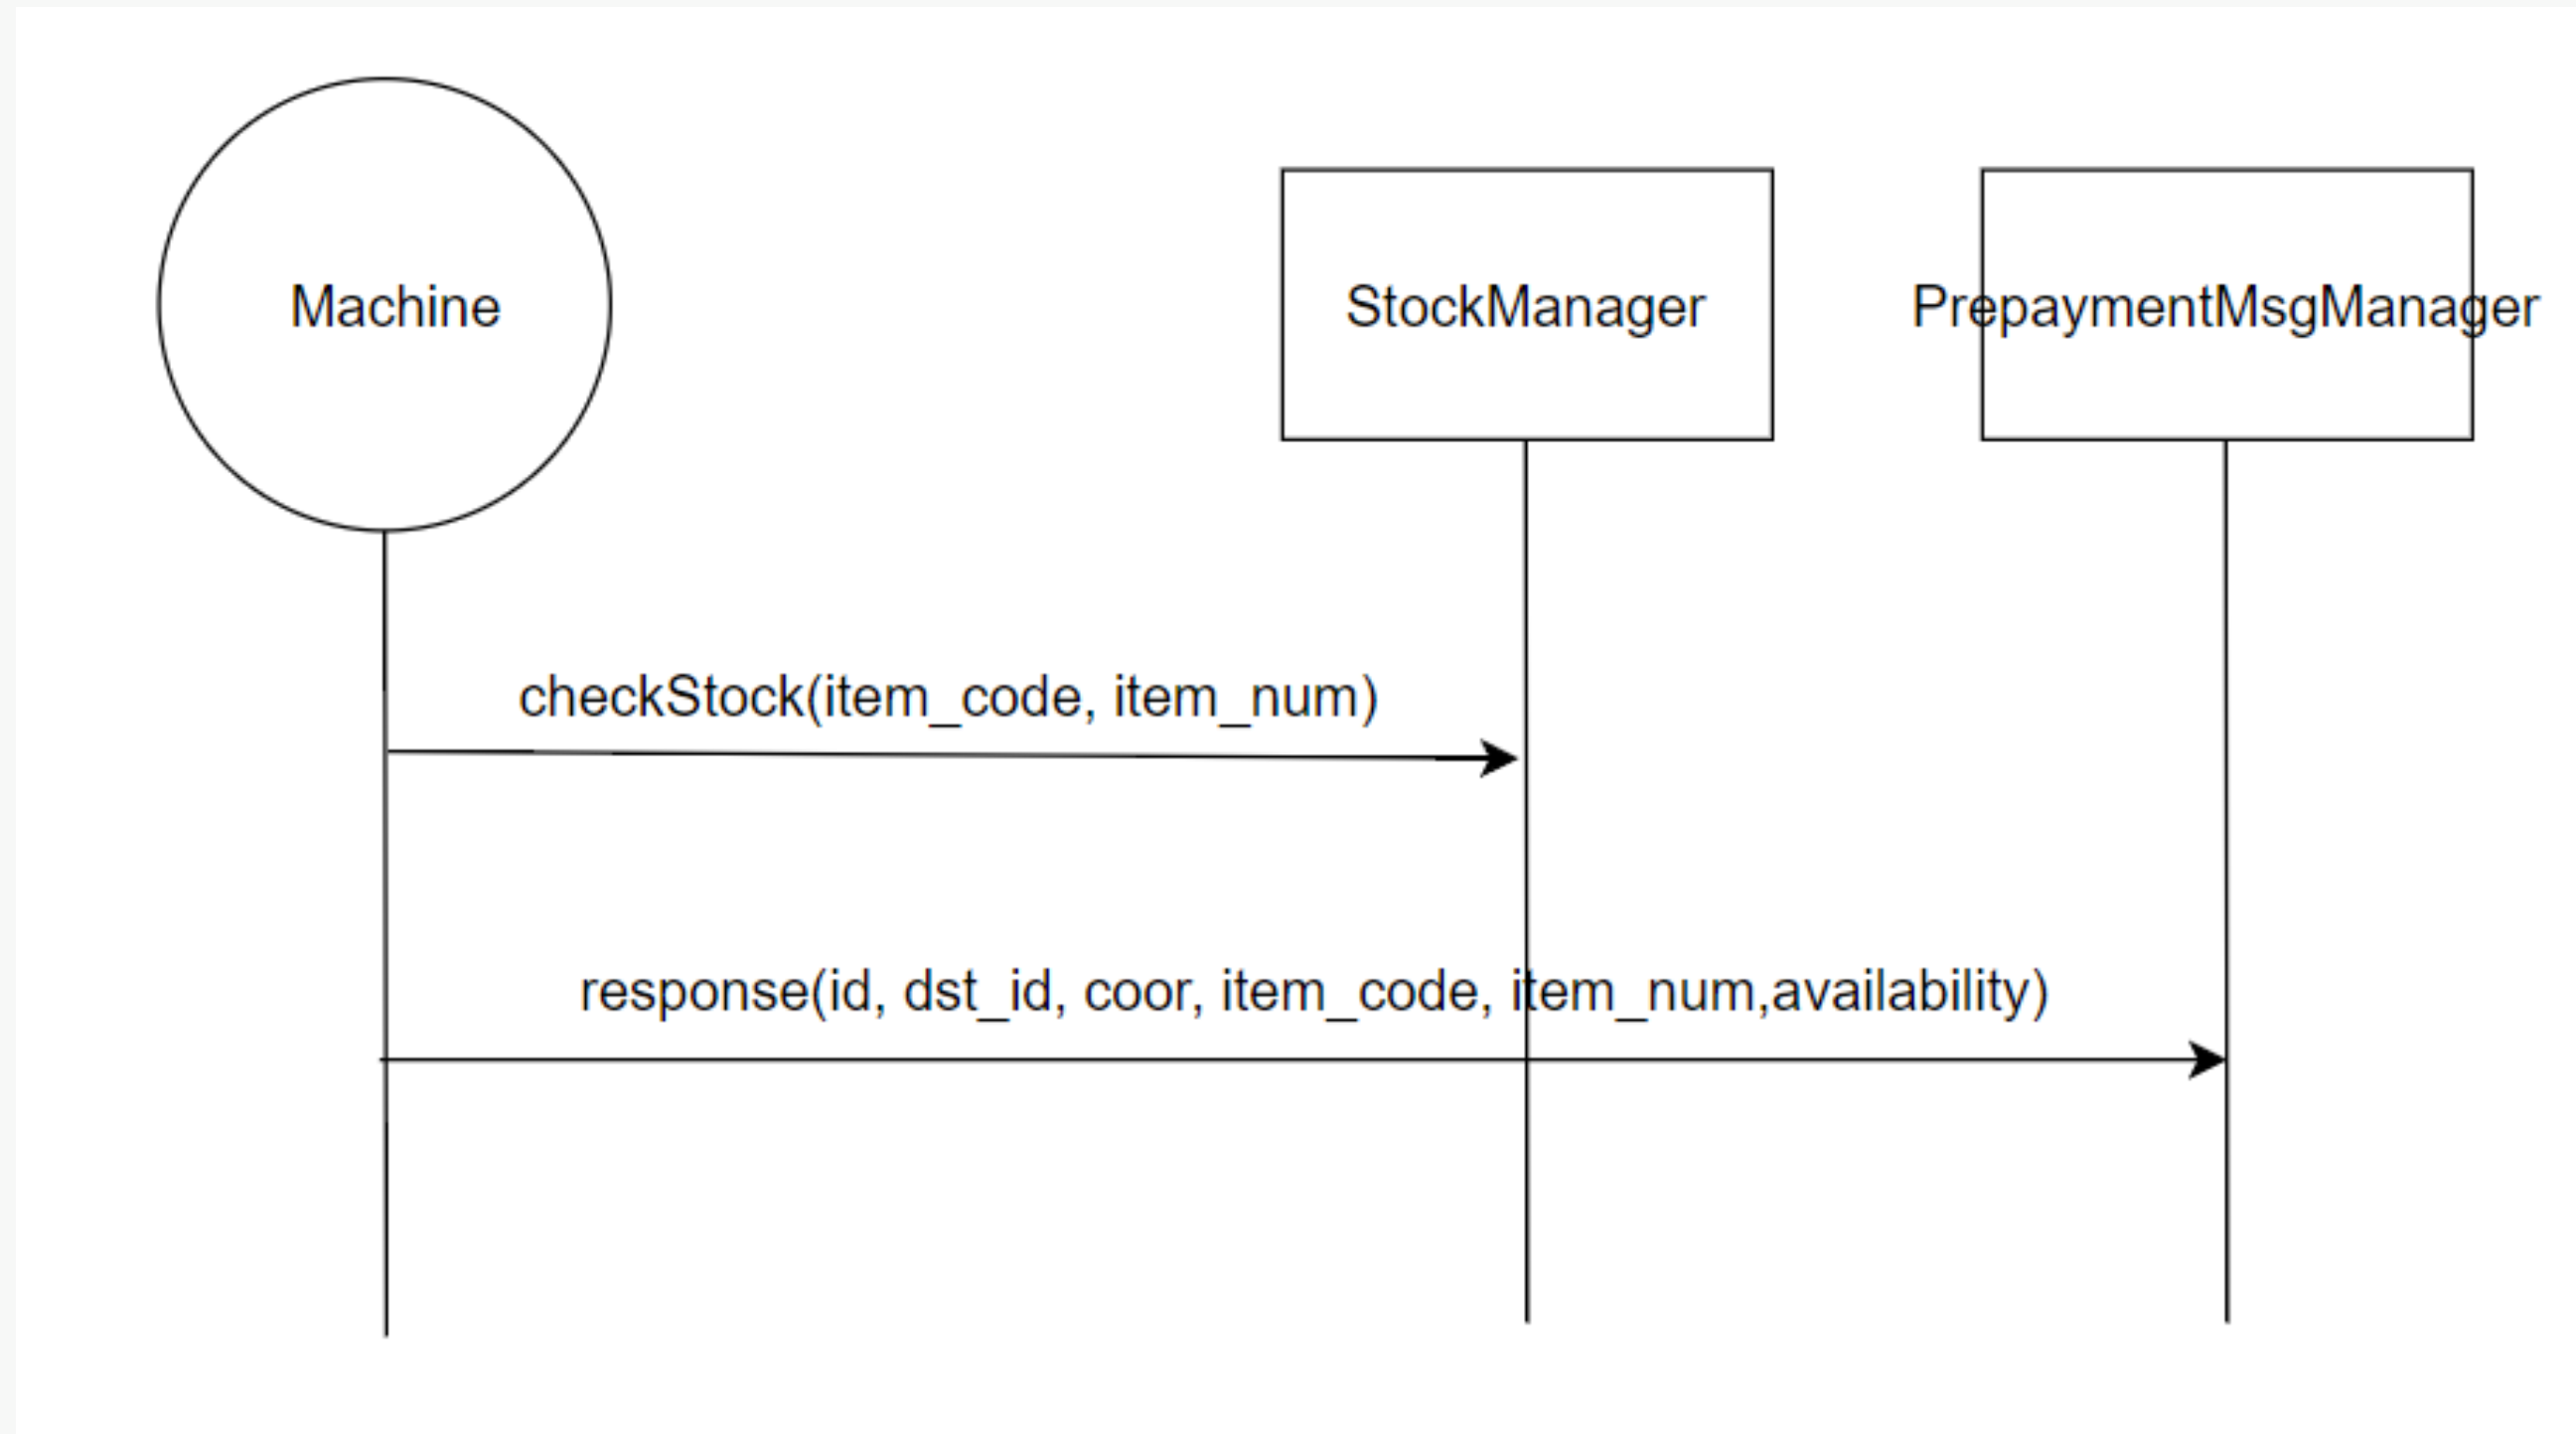 Machine
StockManager
PrepaymentMsgManager
checkStock(item_code, item_num)
response(id, dst_id, coor, item_code, item_num,availability)